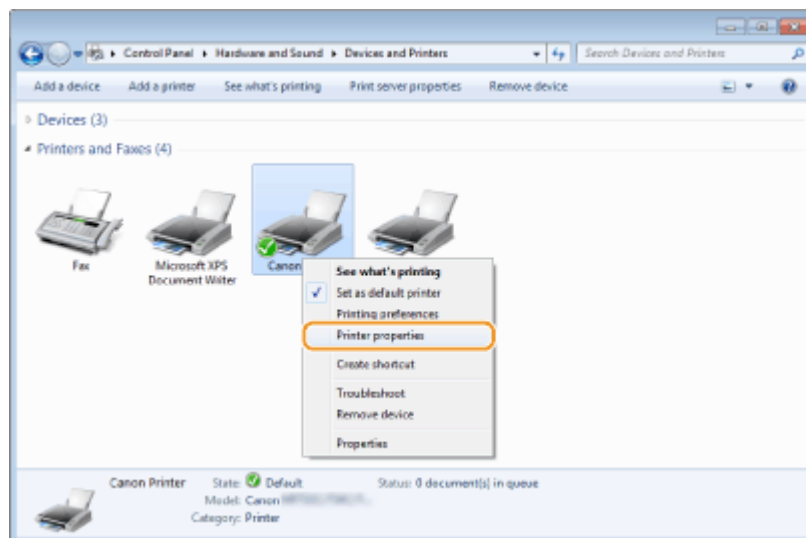 Control Panel ▸ Hardware and Sound ▸ Devices and Printers
Search Devices and Printers
Add a device Add a printer See what's printing Print server properties Remove device
Devices (3)
Printers and Faxes (4)
Fax
Microsoft XPS
Document Writer
Canon
See what's printing
Set as default printer
Printing preferences
Printer properties
Create shortcut
Troubleshoot
Remove device
Properties
Canon Printer State: Default Status: 0 document(s) in queue
Model: Canon
Category: Printer